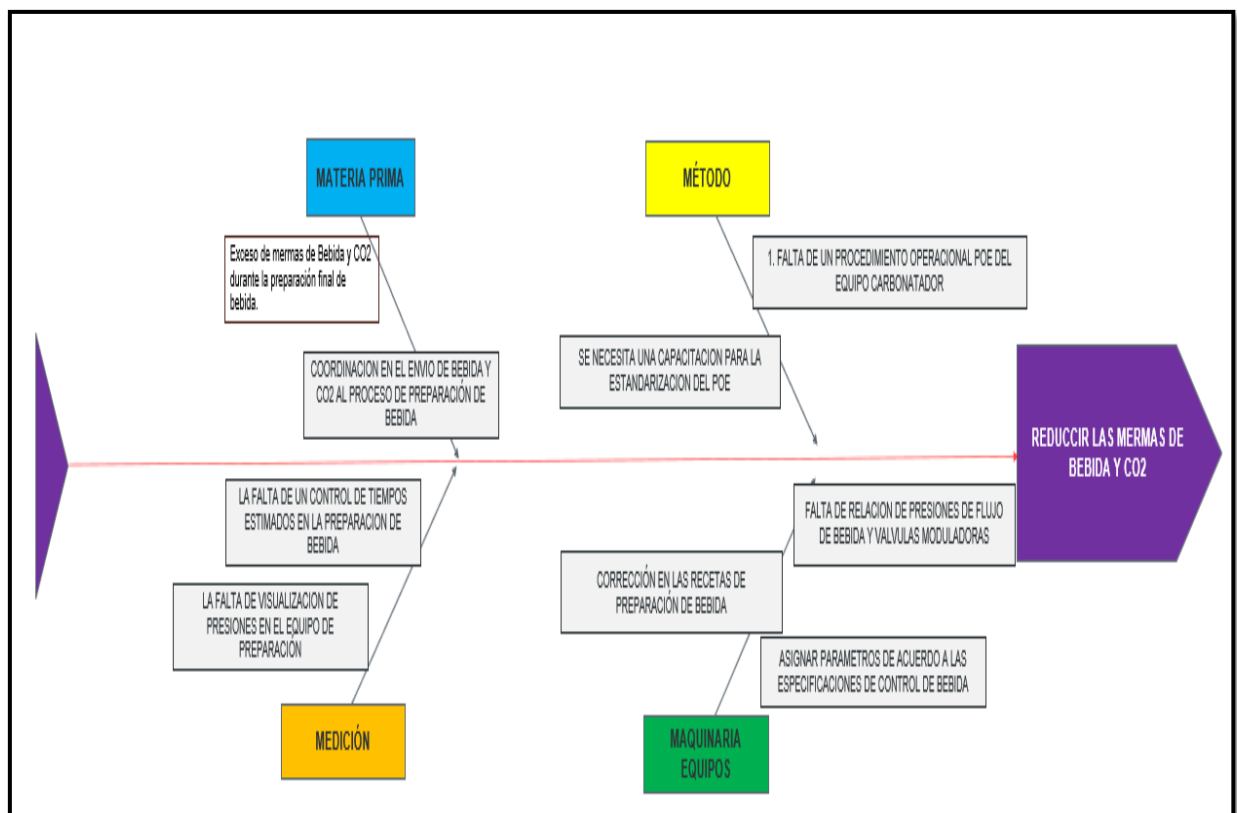 MATERIA PRIMA
MÉTODO
Exceso de mermas de Bebida y CO2
durante la preparación final de
bebida.
1. FALTA DE UN PROCEDIMIENTO OPERACIONAL POE DEL
EQUIPO CARBONATADOR
COORDINACION EN EL ENVIO DE BEBIDA Y
CO2 AL PROCESO DE PREPARACIÓN DE
BEBIDA
SE NECESITA UNA CAPACITACION PARA LA
ESTANDARIZACION DEL POE
REDUCCIR LAS MERMAS DE
BEBIDA Y CO2
LA FALTA DE UN CONTROL DE TIEMPOS
ESTIMADOS EN LA PREPARACION DE
BEBIDA
FALTA DE RELACION DE PRESIONES DE FLUJO
DE BEBIDA Y VALVULAS MODULADORAS
LA FALTA DE VISUALIZACION DE
PRESIONES EN EL EQUIPO DE
PREPARACIÓN
CORRECCIÓN EN LAS RECETAS DE
PREPARACIÓN DE BEBIDA
ASIGNAR PARAMETROS DE ACUERDO A LAS
ESPECIFICACIONES DE CONTROL DE BEBIDA
MEDICIÓN
MAQUINARIA
EQUIPOS